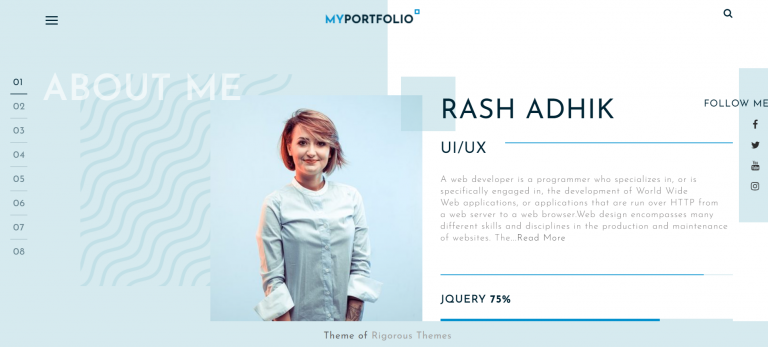 MYPORTFOLIO
ABOUT ME
01
02
03
04
05
06
07
08
RASH ADHIK
UI/UX
A web developer is a programmer who specializes in, or is
specifically engaged in, the development of World Wide
Web applications, or applications that are run over HTTP from
a web server to a web browser.Web design encompasses many
different skills and disciplines in the production and maintenance
of websites. The...Read More
JQUERY 75%
FOLLOW ME
You
Theme of Rigorous Themes